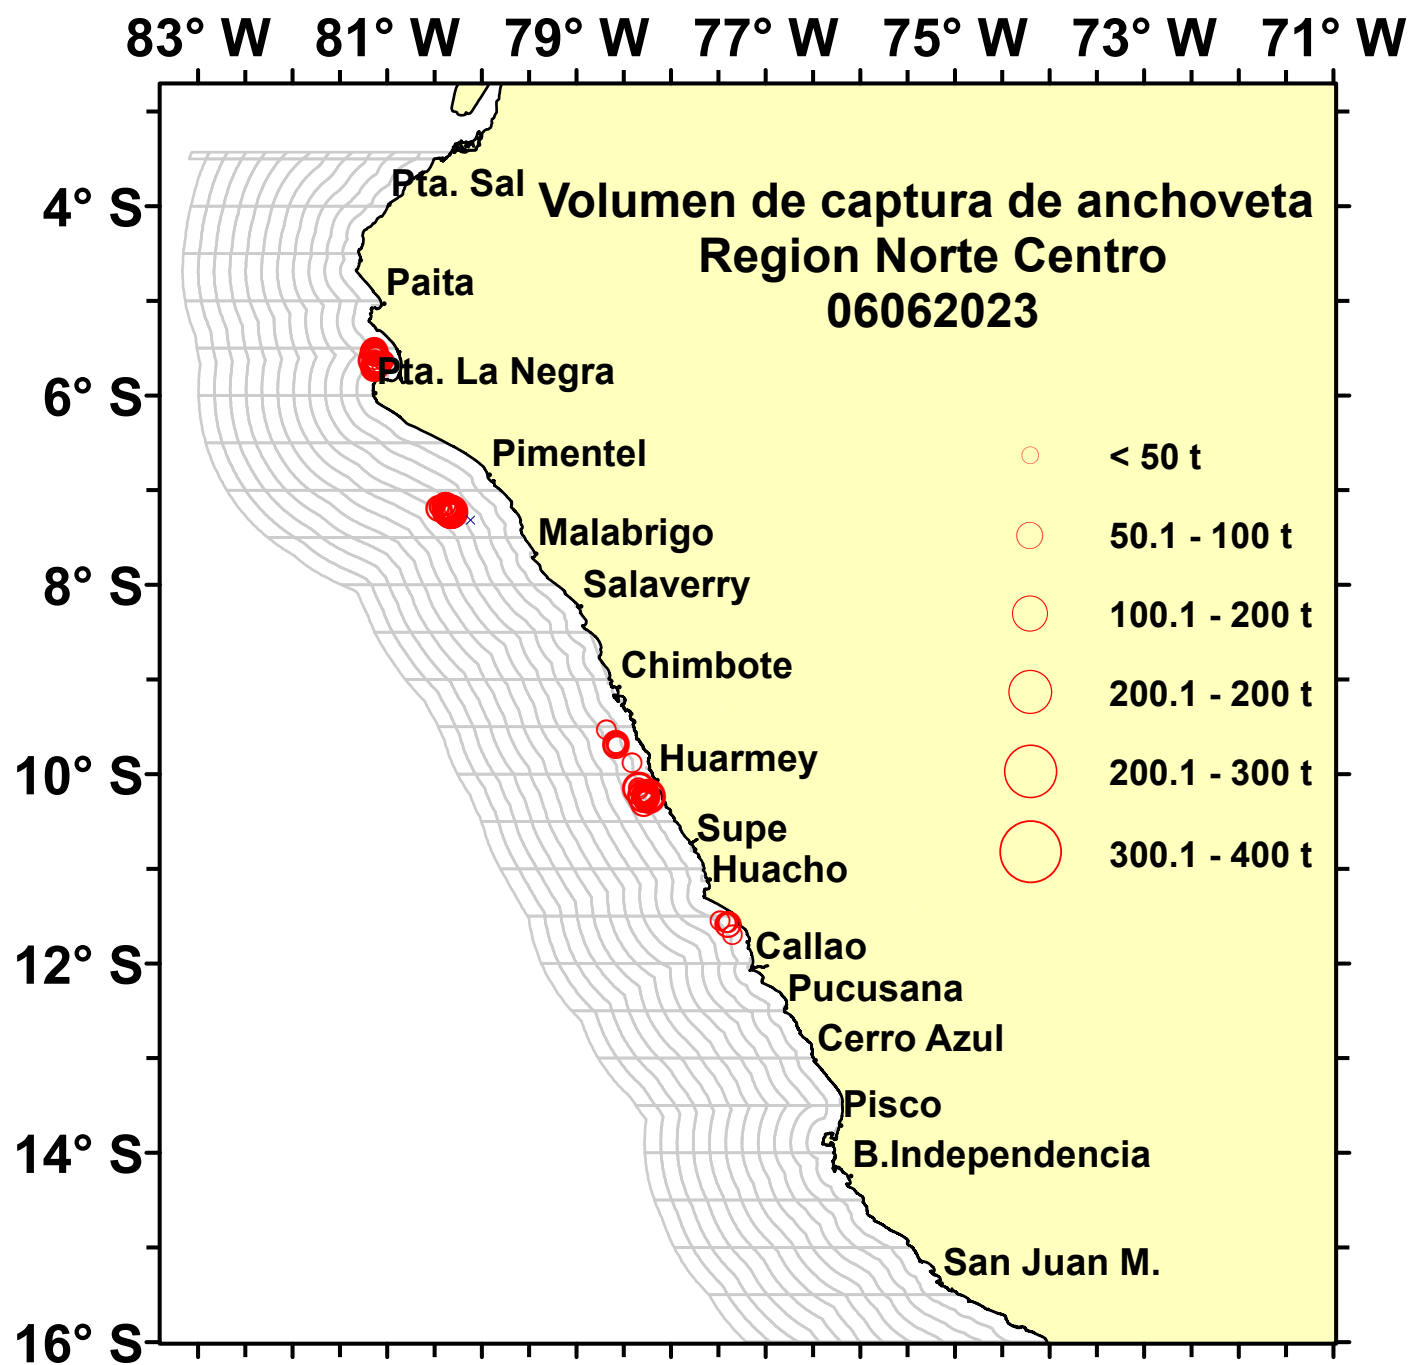 83° W 81° W 79° W 77° W 75° W 73° W 71° W
4° S
6° S
8° S
10° S
12° S
14° S
16° S
Volumen de captura de anchoveta
Region Norte Centro
06062023
Pta. Sal
Paita
Pta. La Negra
Pimentel
Malabrigo
Salaverry
Chimbote
Huarmey
Supe
Huacho
Callao
Pucusana
Cerro Azul
Pisco
B.Independencia
San Juan M.
< 50 t
50.1 - 100 t
100.1 - 200 t
200.1 - 200 t
200.1 - 300 t
300.1 - 400 t